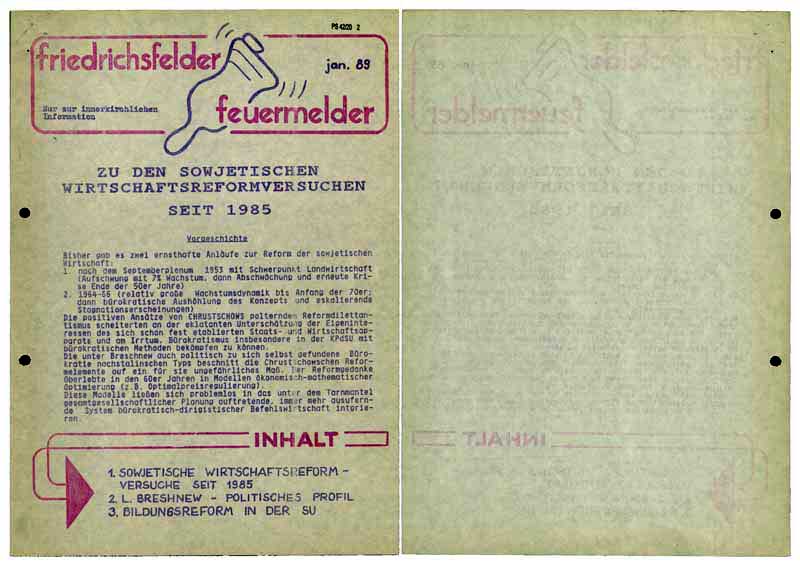 PS 42/20 2
friedrichsfelder
jan. 89
feuermelder
Nur zur innerkirchlichen
Information
ZU DEN SOWJETISCHEN
WIRTSCHAFTSREFORMVERSUCHEN
SEIT 1985
Vorgeschichte
Bisher gab es zwei ernsthafte Anläufe zur Reform der sowjetischen
Wirtschaft:
1. nach dem Septemberplenum 1953 mit Schwerpunkt Landwirtschaft
(Aufschwung mit 7% Wachstum, dann Abschwächung und erneute Kri-
se Ende der 50er Jahre)
2. 1964-66 (relativ große Wachstumsdynamik bis Anfang der 70er;
dann bürokratische Aushöhlung des Konzepts und eskalierende
Stagnationserscheinungen)
Die positiven Ansätze von CHRUSTSCHOWS polterndem Reformdilettan-
tismus scheiterten an der eklatanten Unterschätzung der Eigeninte-
ressen des sich schon fest etablierten Staats- und Wirtschaftsap-
parats und am Irrtum, Bürokratismus insbesondere in der KPdSU mit
bürokratischen Methoden bekämpfen zu können.
Die unter Breshnew auch politisch zu sich selbst gefundene Büro-
kratie nachstalinschen Typs beschnitt die Chrustschowschen Refor-
melemente auf ein für sie ungefährliches Maß. Der Reformgedanke
überlebte in den 60er Jahren in Modellen ökonomisch-mathematischer
Optimierung (z.B. Optimalpreisregulierung).
Diese Modelle ließen sich problemlos in das unter dem Tarnmantel
gesamtgesellschaftlicher Planung auftretende, immer mehr ausufern-
de System bürokratisch-dirigistischer Befehlswirtschaft integrie-
ren.
INHALT
1. SOWJETISCHE WIRTSCHAFTSREFORM-
VERSUCHE SEIT 1985
2. L. BRESHNEW - POLITISCHES PROFIL
3. BILDUNGSREFORM IN DER SU